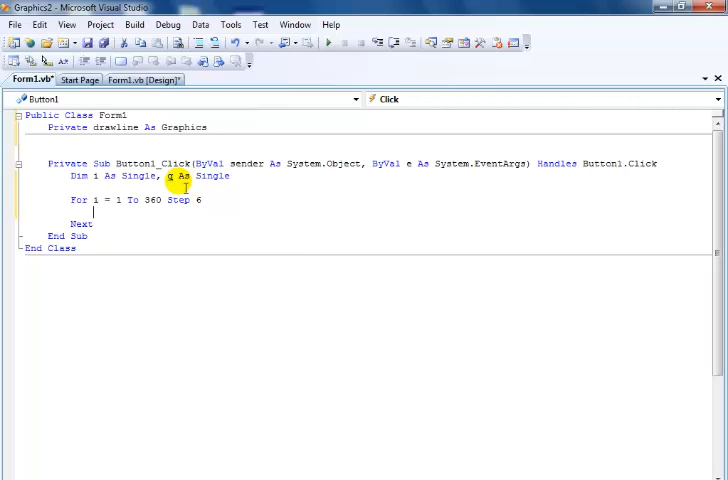 Graphics2 - Microsoft Visual Studio
File Edit View Project Build Debug Data Tools Test Window Help
Form1.vb* Start Page Form1.vb [Design]*
Button1 Click
Public Class Form1
Private drawline As Graphics
Private Sub Button1_Click(ByVal sender As System.Object, ByVal e As System.EventArgs) Handles Button1.Click
Dim i As Single, g As Single
For i = 1 To 360 Step 6
Next
End Sub
End Class